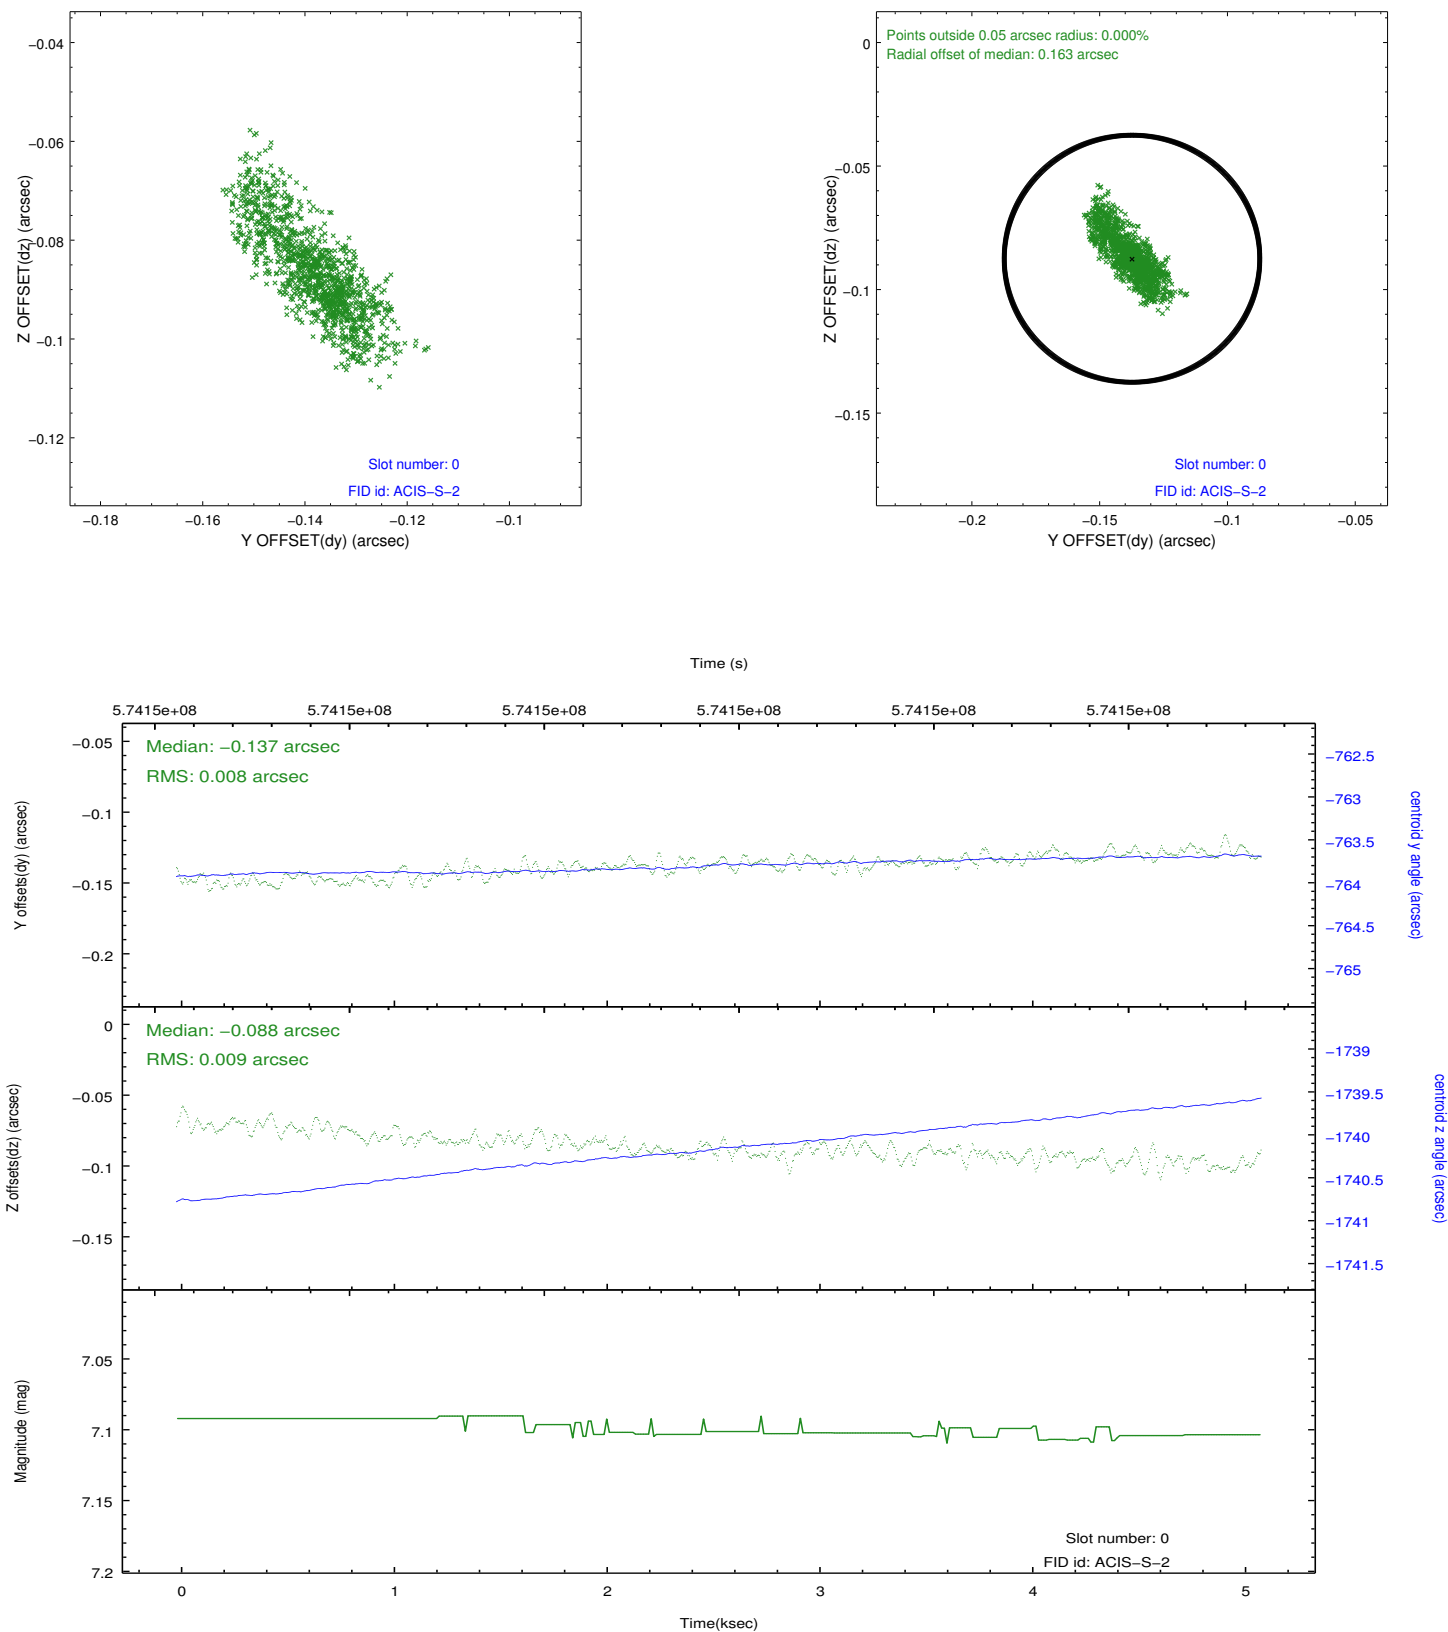 −0.04
−0.06
−0.08
−0.1
−0.12
Z OFFSET(dz) (arcsec)
Slot number: 0
FID id: ACIS−S−2
−0.18
−0.16
−0.14
−0.12
−0.1
Y OFFSET(dy) (arcsec)
Points outside 0.05 arcsec radius: 0.000%
Radial offset of median: 0.163 arcsec
0
−0.05
−0.1
−0.15
Z OFFSET(dz) (arcsec)
Slot number: 0
FID id: ACIS−S−2
−0.2
−0.15
−0.1
−0.05
Y OFFSET(dy) (arcsec)
Time (s)
5.7415e+08
5.7415e+08
5.7415e+08
5.7415e+08
5.7415e+08
5.7415e+08
Median: −0.137 arcsec
RMS: 0.008 arcsec
−0.05
−0.1
−0.15
−0.2
Y offsets(dy) (arcsec)
−762.5
−763
−763.5
−764
−764.5
−765
centroid y angle (arcsec)
Median: −0.088 arcsec
RMS: 0.009 arcsec
0
−0.05
−0.1
−0.15
Z offsets(dz) (arcsec)
−1739
−1739.5
−1740
−1740.5
−1741
−1741.5
centroid z angle (arcsec)
7.05
7.1
7.15
7.2
Magnitude (mag)
Slot number: 0
FID id: ACIS−S−2
0
1
2
3
4
5
Time(ksec)